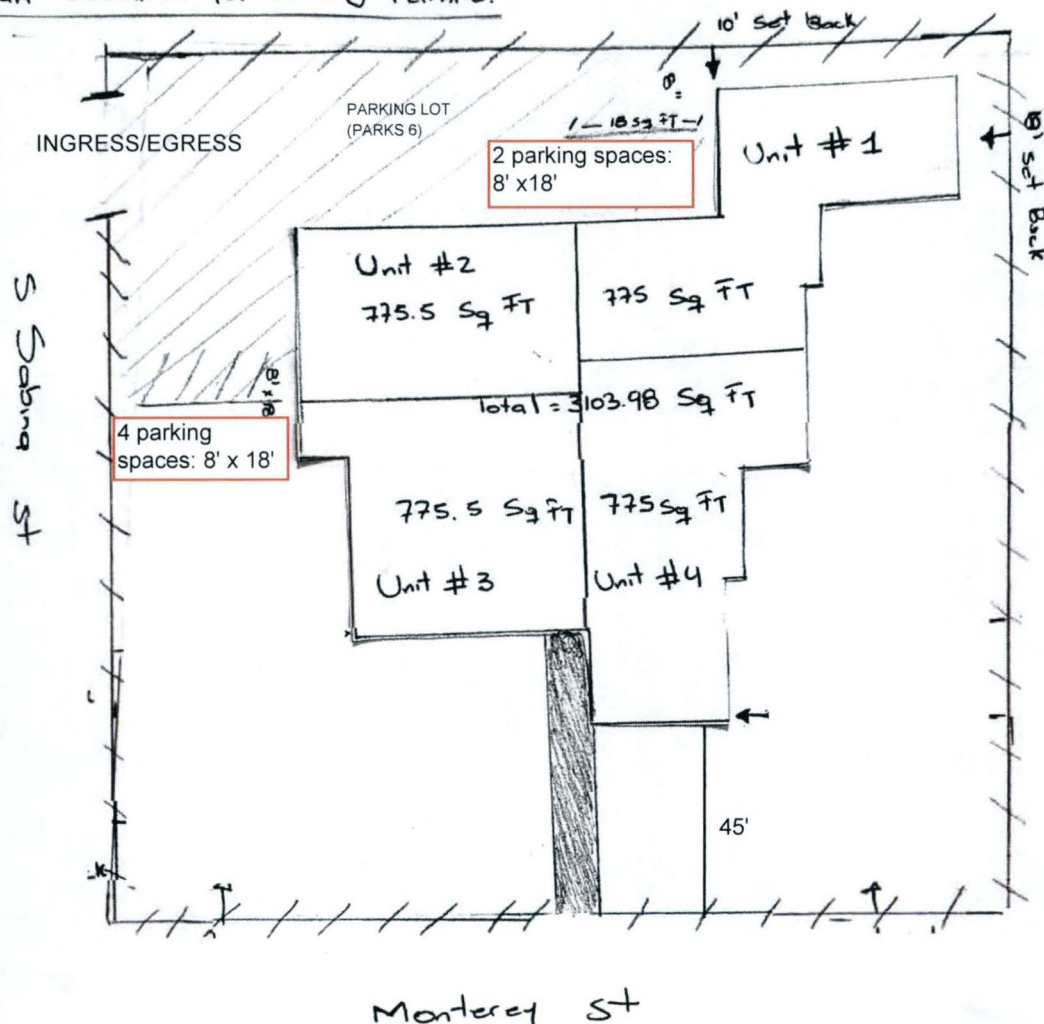 10' Set Back
PARKING LOT
(PARKS 6)
INGRESS/EGRESS
18 sq FT
2 parking spaces:
8' x18'
Unit #1
Set Back
Unit #2
775.5 Sq FT
775 Sq FT
Total = 3103.98 Sq FT
8' x 18
4 parking
spaces: 8' x 18'
S Sabina St
775.5 Sq FT
775 Sq FT
Unit #3
Unit #4
45'
Monterey St